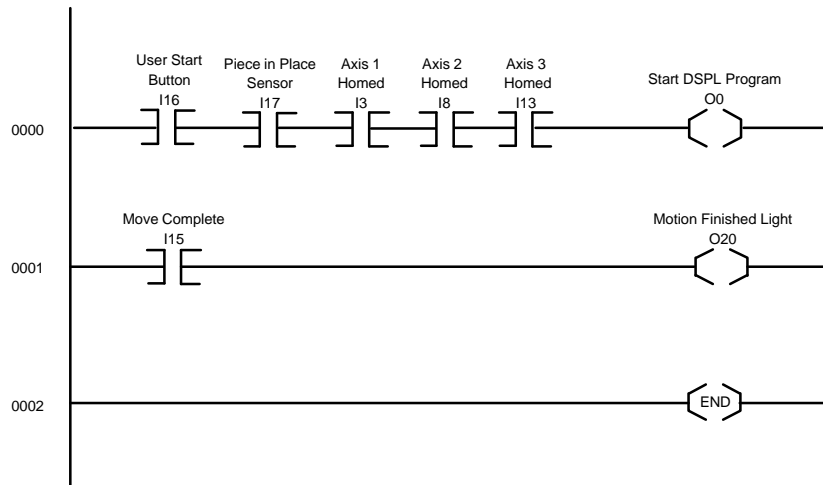 User Start
Button
I16
Piece in Place
Sensor
I17
Axis 1
Homed
I3
Axis 2
Homed
I8
Axis 3
Homed
I13
Start DSPL Program
O0
0000
Move Complete
I15
Motion Finished Light
O20
0001
0002
END